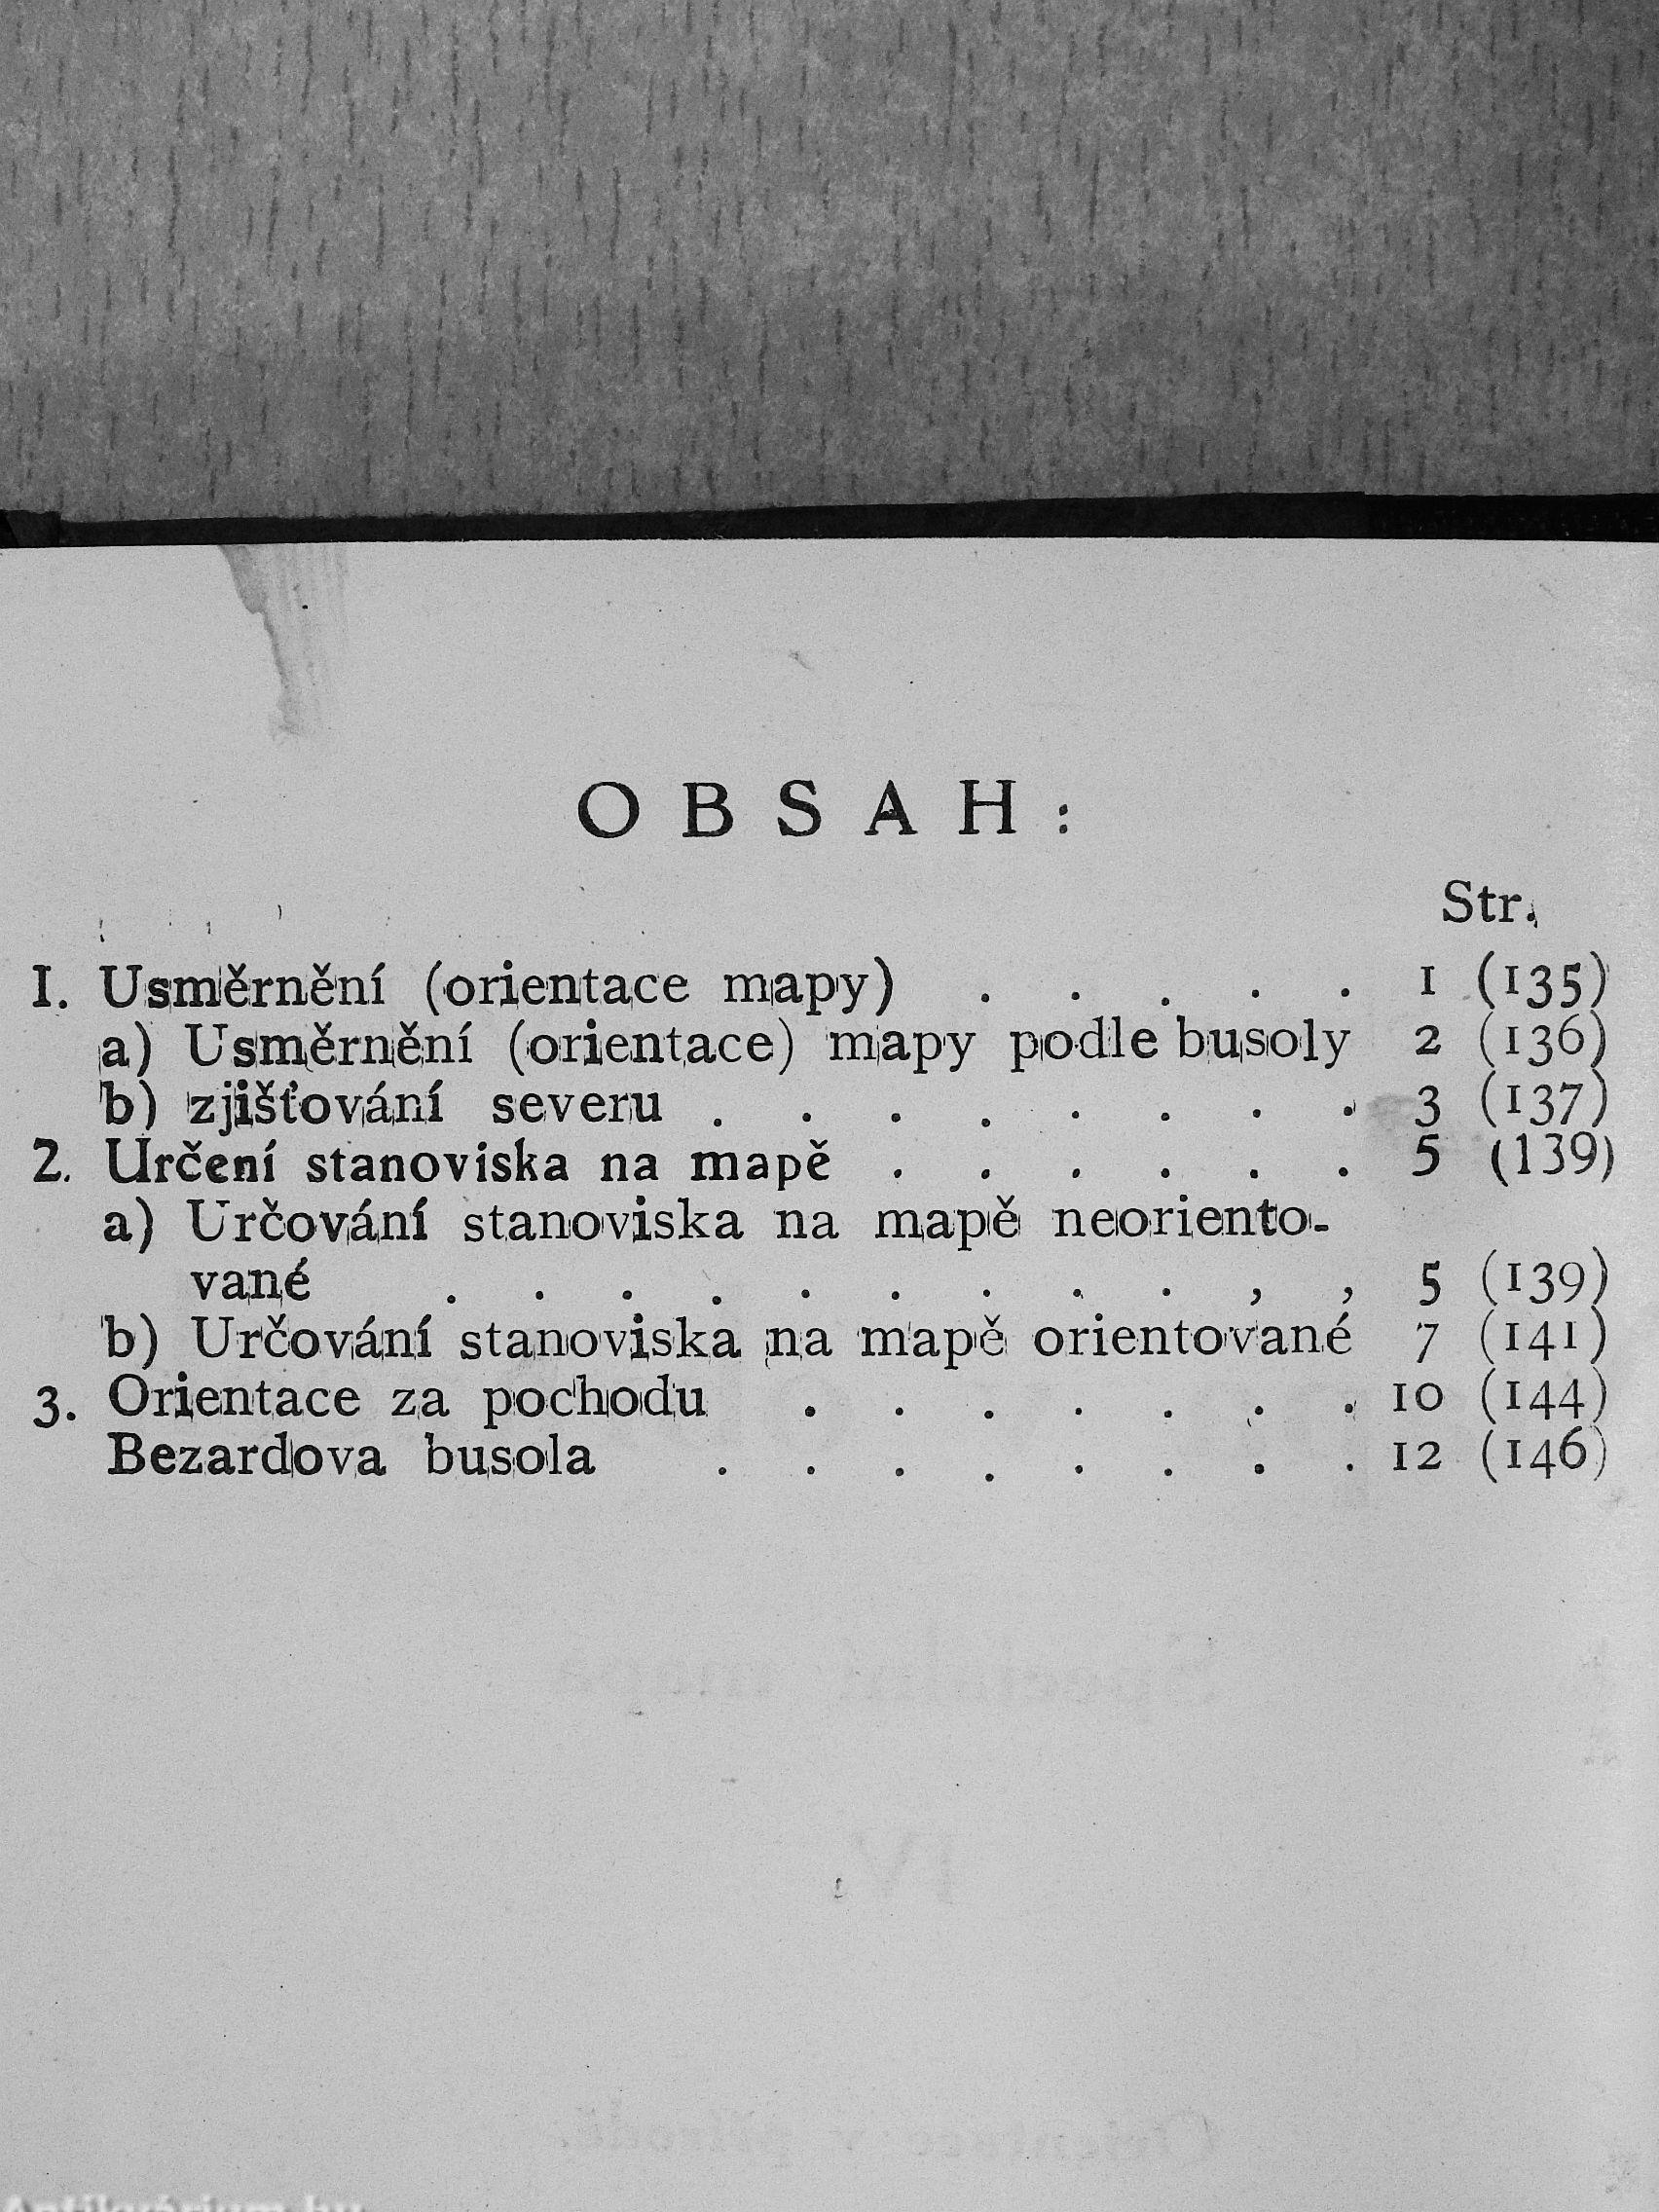 OBSAH:
Str.
1. Usměrnění (orientace mapy) . . . . . 1 (135)
a) Usměrnění (orientace) mapy podle busoly 2 (136)
b) zjišťování severu . . . . . . . . 3 (137)
2. Určení stanoviska na mapě . . . . . . 5 (139)
a) Určování stanoviska na mapě neoriento-
vané . . . . . . . . . , , 5 (139)
b) Určování stanoviska na mapě orientované 7 (141)
3. Orientace za pochodu . . . . . . . 10 (144)
Bezardova busola . . . . . . . . 12 (146)